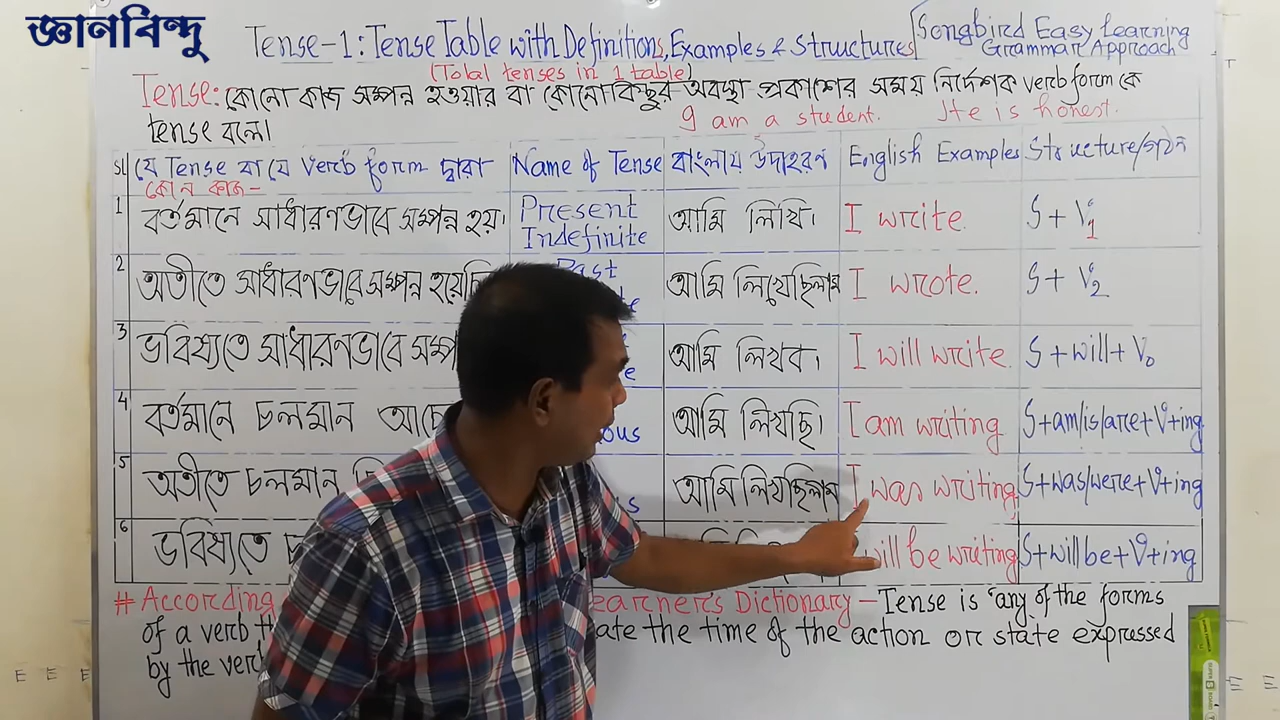 জ্ঞানবিন্দু
Tense-1: Tense Table with Definitions, Examples & Structures
Songbird Easy Learning
Grammar Approach
(Total tenses in 1 table)
Tense: কোনো কাজ সম্পন্ন হওয়ার বা কোনোকিছুর অবস্থা প্রকাশের সময় নির্দেশক verb form কে
I am a student. He is honest.
tense বলে।
SL যে Tense বা যে verb form দ্বারা Name of Tense বাংলায় উদাহরণ English Examples Structure/গঠন
কোন কাজ-
1 বর্তমানে সাধারণভাবে সম্পন্ন হয়। Present Indefinite আমি লিখি। I write. S + V1
2 অতীতে সাধারণভাবে সম্পন্ন Past আমি লিখেছিলাম I wrote. S + V2
3 ভবিষ্যতে সাধারণভাবে আমি লিখব। I will write. S + will + V0
4 বর্তমানে চলমান আমি লিখছি। I am writing S+am/is/are+V+ing
5 অতীতে চলমান আমি লিখছিলাম I was writing S+was/were+V+ing
6 ভবিষ্যতে will be writing S+will be+V+ing
# According Learner's Dictionary - Tense is "any of the forms
of a verb the time of the action or state expressed
by the verb